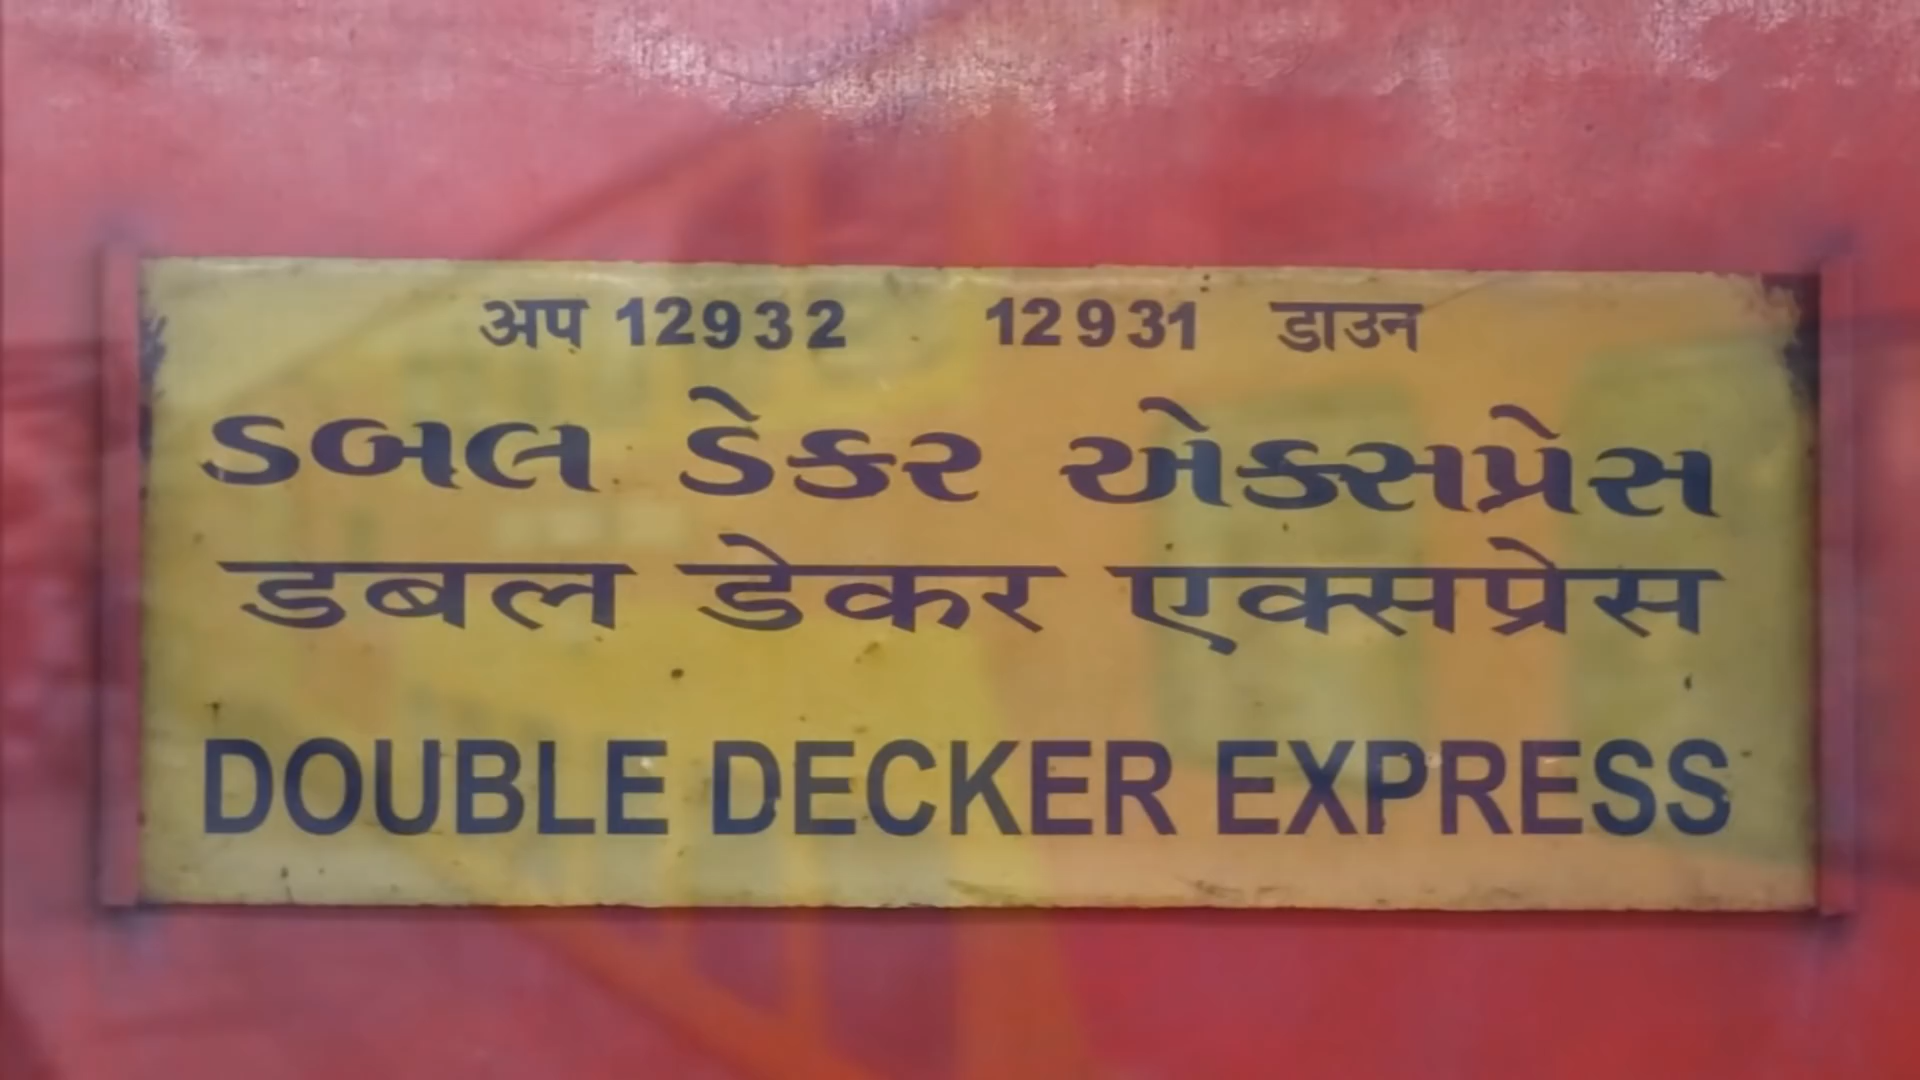 अप 12932 12931 डाउन
ડબલ ડેકર એક્સપ્રેસ
डबल डेकर एक्सप्रेस
DOUBLE DECKER EXPRESS